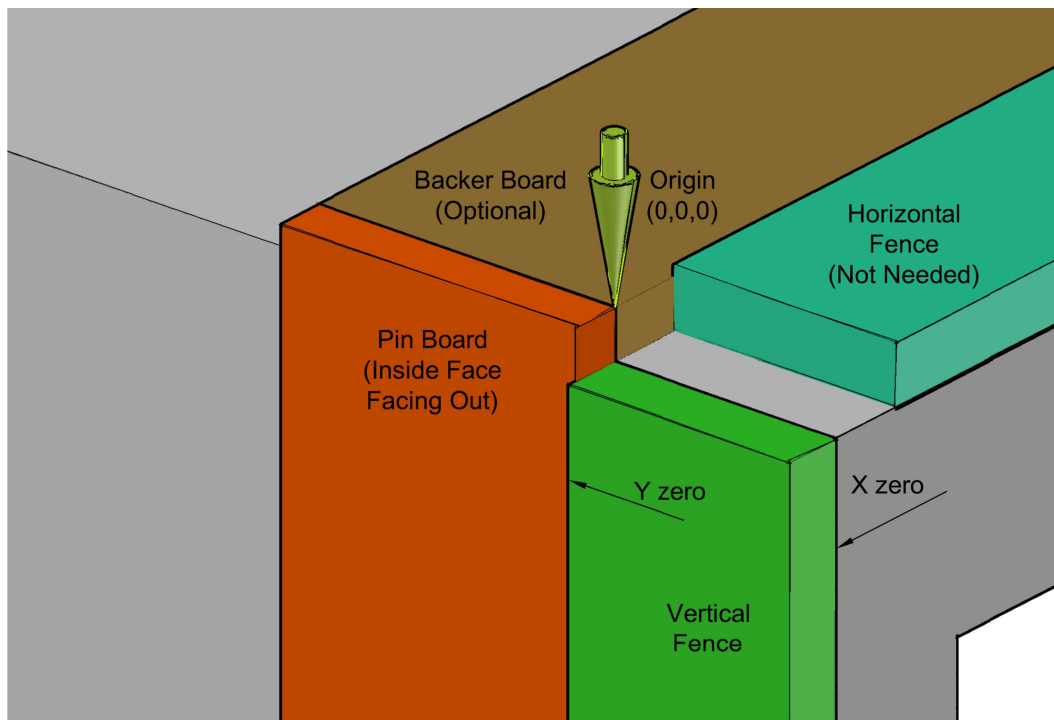 Backer Board
(Optional)
Origin
(0,0,0)
Horizontal
Fence
(Not Needed)
Pin Board
(Inside Face
Facing Out)
Y zero
X zero
Vertical
Fence